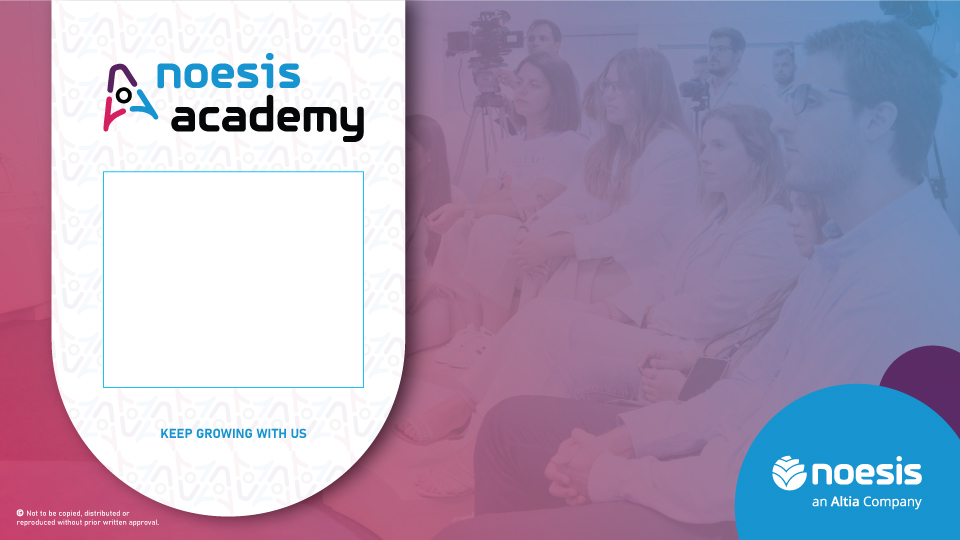 noesis
academy
KEEP GROWING WITH US
© Not to be copied, distributed or
reproduced without prior written approval.
noesis
an Altia Company